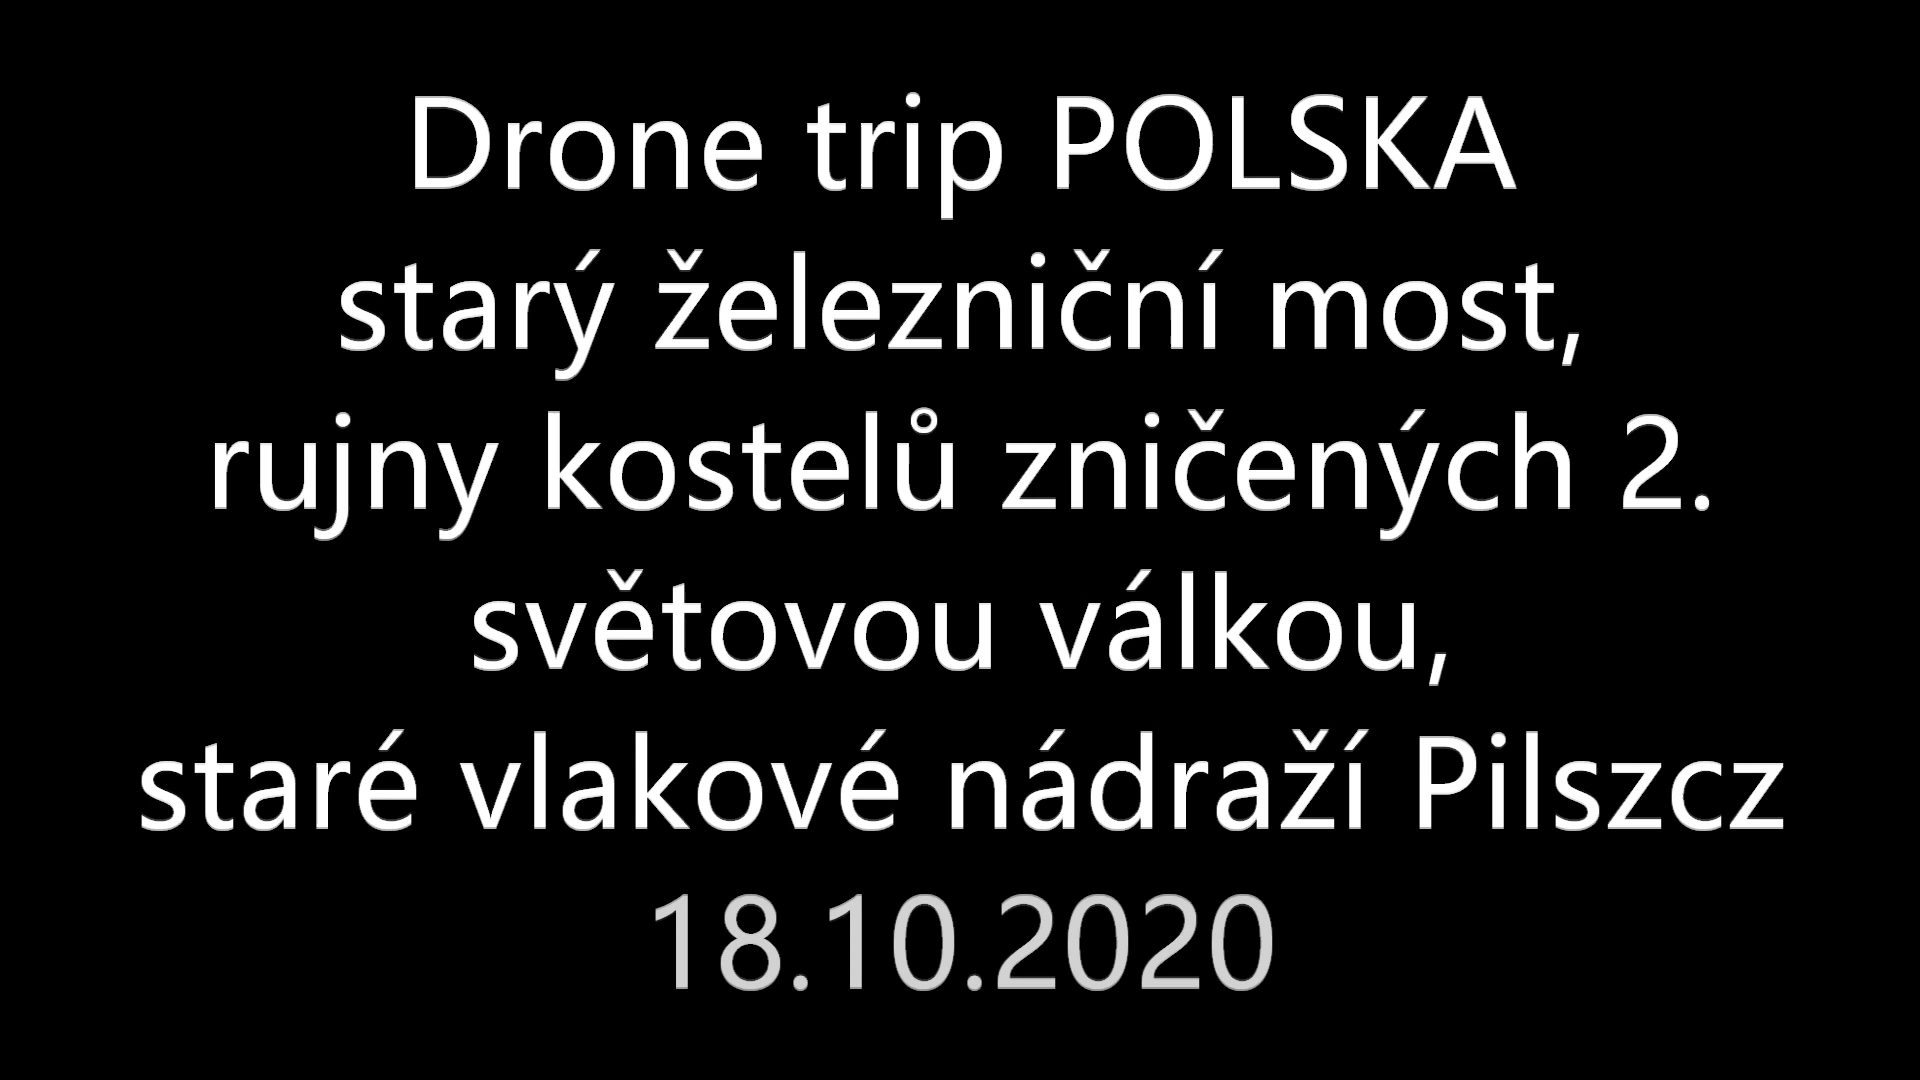 Drone trip POLSKA
starý železniční most,
rujny kostelů zničených 2.
světovou válkou,
staré vlakové nádraží Pilszcz
18.10.2020